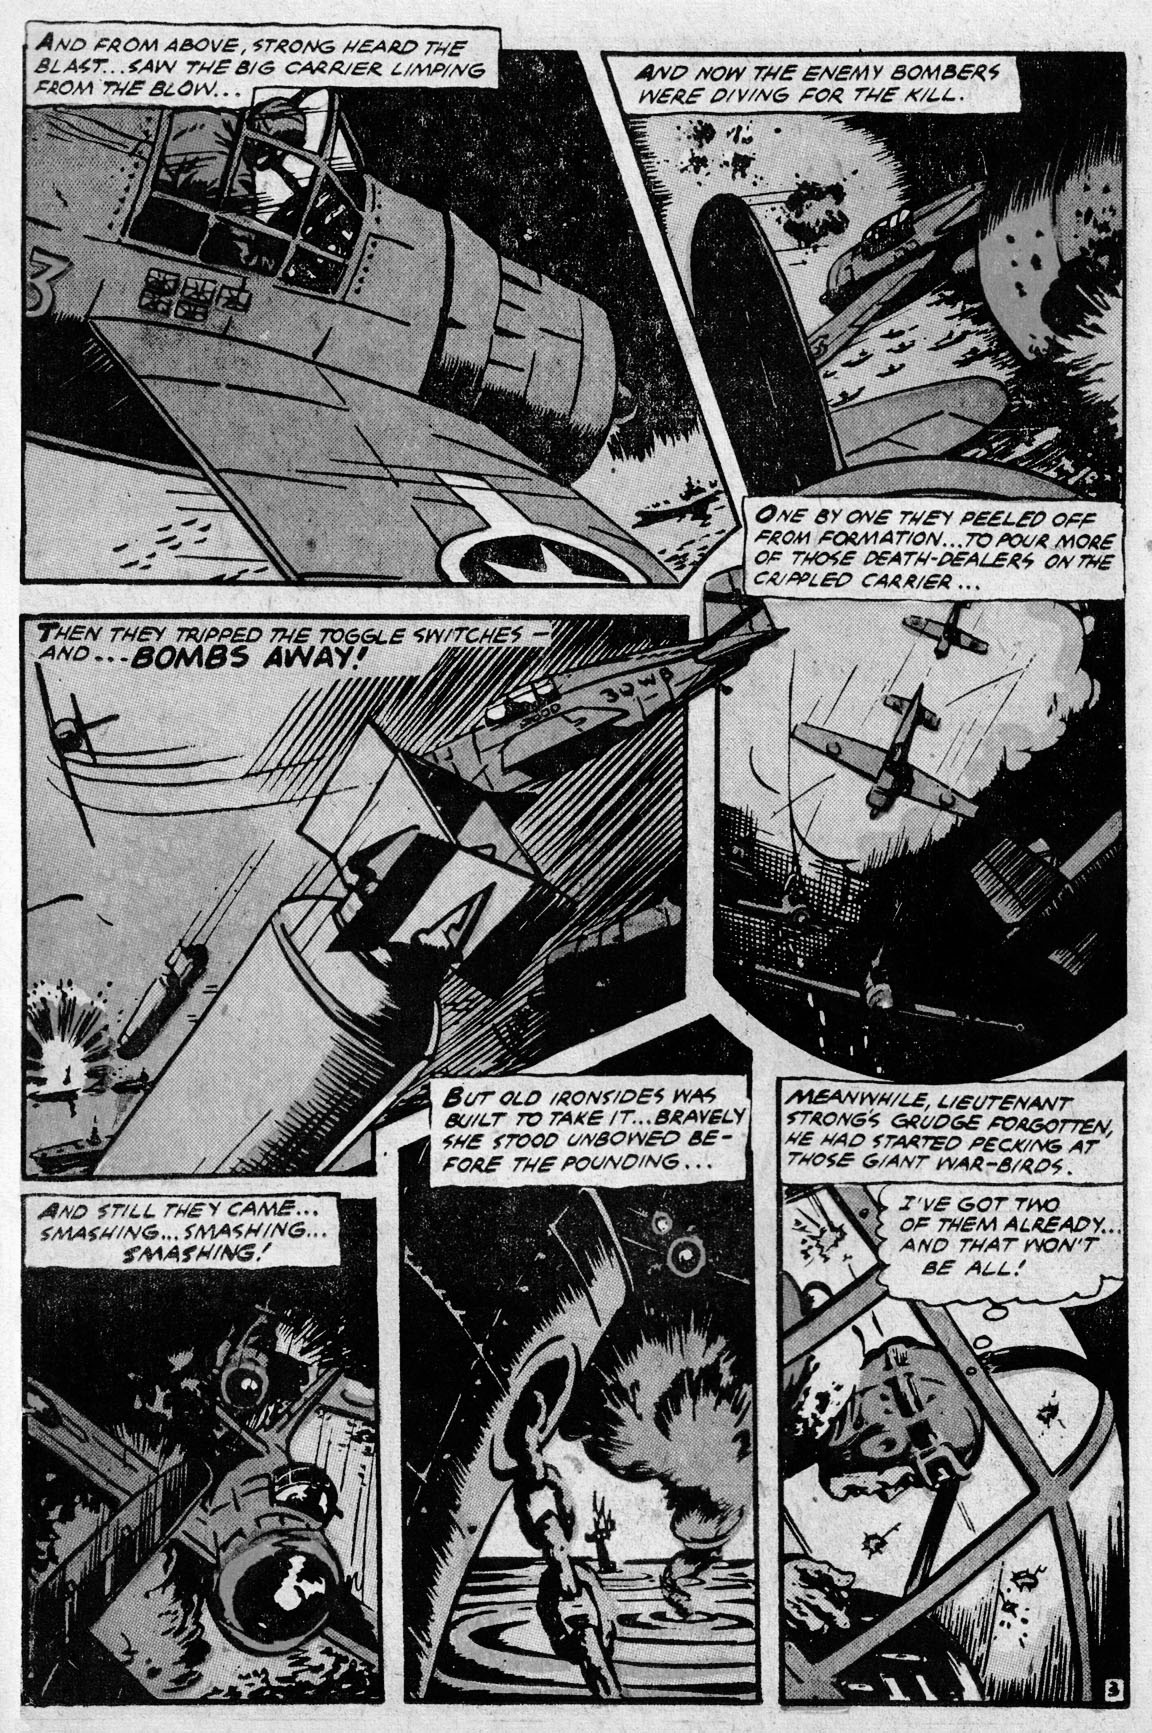 AND FROM ABOVE, STRONG HEARD THE
BLAST...SAW THE BIG CARRIER LIMPING
FROM THE BLOW...
3
AND NOW THE ENEMY BOMBERS
WERE DIVING FOR THE KILL.
ONE BY ONE THEY PEELED OFF
FROM FORMATION...TO POUR MORE
OF THOSE DEATH-DEALERS ON THE
CRIPPLED CARRIER...
THEN THEY TRIPPED THE TOGGLE SWITCHES —
AND...BOMBS AWAY!
30WB
BUT OLD IRONSIDES WAS
BUILT TO TAKE IT...BRAVELY
SHE STOOD UNBOWED BE-
FORE THE POUNDING...
MEANWHILE, LIEUTENANT
STRONG'S GRUDGE FORGOTTEN,
HE HAD STARTED PECKING AT
THOSE GIANT WAR-BIRDS.
AND STILL THEY CAME...
SMASHING...SMASHING...
SMASHING!
I'VE GOT TWO
OF THEM ALREADY...
AND THAT WON'T
BE ALL!
3